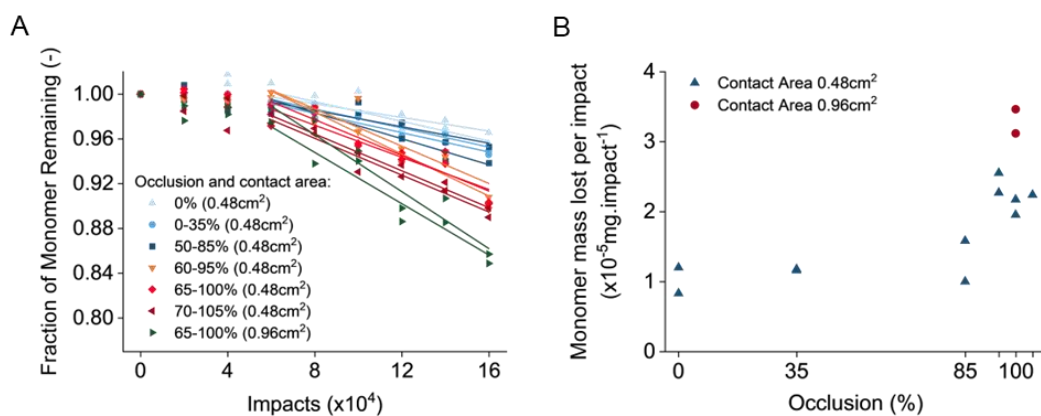 A
Fraction of Monomer Remaining (-)
1.00
0.96
0.92
0.88
0.84
0.80
Occlusion and contact area:
0% (0.48cm²)
0-35% (0.48cm²)
50-85% (0.48cm²)
60-95% (0.48cm²)
65-100% (0.48cm²)
70-105% (0.48cm²)
65-100% (0.96cm²)
0 4 8 12 16
Impacts (x10⁴)
B
Monomer mass lost per impact
(x10⁻⁵mg.impact⁻¹)
4
3
2
1
0
Contact Area 0.48cm²
Contact Area 0.96cm²
0 35 85 100
Occlusion (%)